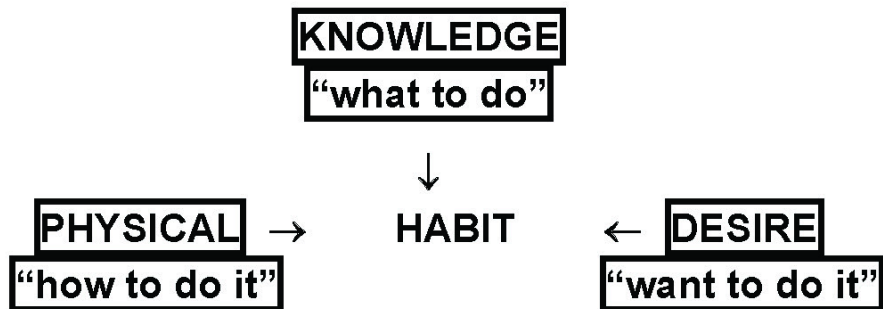 KNOWLEDGE
“what to do”
↓
PHYSICAL → HABIT ← DESIRE
“how to do it” “want to do it”